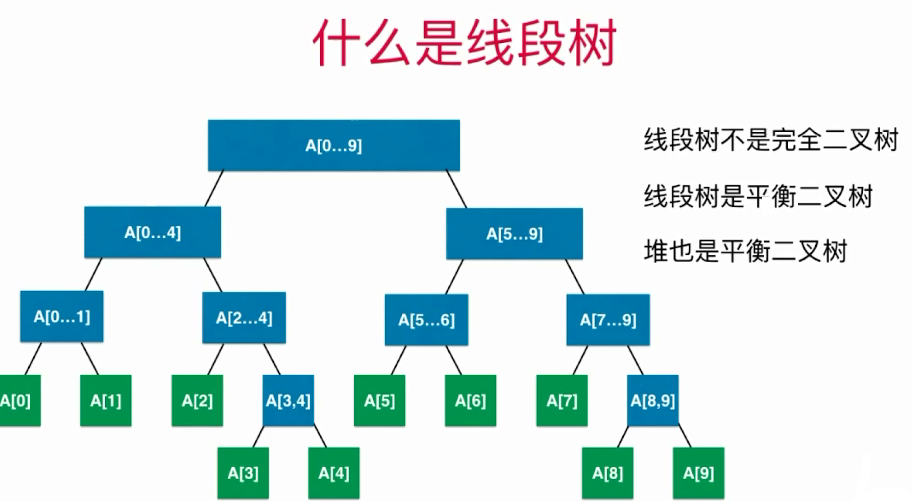 什么是线段树
A[0...9]
线段树不是完全二叉树
线段树是平衡二叉树
堆也是平衡二叉树
A[0...4]
A[5...9]
A[0...1]
A[2...4]
A[5...6]
A[7...9]
A[0]
A[1]
A[2]
A[3,4]
A[5]
A[6]
A[7]
A[8,9]
A[3]
A[4]
A[8]
A[9]